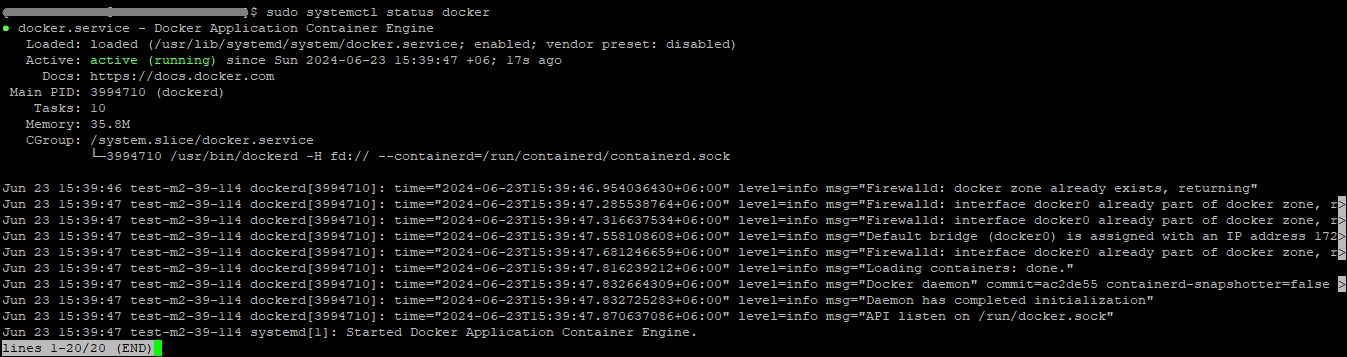 $ sudo systemctl status docker
● docker.service - Docker Application Container Engine
Loaded: loaded (/usr/lib/systemd/system/docker.service; enabled; vendor preset: disabled)
Active: active (running) since Sun 2024-06-23 15:39:47 +06; 17s ago
Docs: https://docs.docker.com
Main PID: 3994710 (dockerd)
Tasks: 10
Memory: 35.8M
CGroup: /system.slice/docker.service
└─3994710 /usr/bin/dockerd -H fd:// --containerd=/run/containerd/containerd.sock
Jun 23 15:39:46 test-m2-39-114 dockerd[3994710]: time="2024-06-23T15:39:46.954036430+06:00" level=info msg="Firewalld: docker zone already exists, returning"
Jun 23 15:39:47 test-m2-39-114 dockerd[3994710]: time="2024-06-23T15:39:47.285538764+06:00" level=info msg="Firewalld: interface docker0 already part of docker zone, r>
Jun 23 15:39:47 test-m2-39-114 dockerd[3994710]: time="2024-06-23T15:39:47.316637534+06:00" level=info msg="Firewalld: interface docker0 already part of docker zone, r>
Jun 23 15:39:47 test-m2-39-114 dockerd[3994710]: time="2024-06-23T15:39:47.558108608+06:00" level=info msg="Default bridge (docker0) is assigned with an IP address 172>
Jun 23 15:39:47 test-m2-39-114 dockerd[3994710]: time="2024-06-23T15:39:47.681246659+06:00" level=info msg="Firewalld: interface docker0 already part of docker zone, r>
Jun 23 15:39:47 test-m2-39-114 dockerd[3994710]: time="2024-06-23T15:39:47.816239212+06:00" level=info msg="Loading containers: done."
Jun 23 15:39:47 test-m2-39-114 dockerd[3994710]: time="2024-06-23T15:39:47.832664309+06:00" level=info msg="Docker daemon" commit=ac2de55 containerd-snapshotter=false >
Jun 23 15:39:47 test-m2-39-114 dockerd[3994710]: time="2024-06-23T15:39:47.832725283+06:00" level=info msg="Daemon has completed initialization"
Jun 23 15:39:47 test-m2-39-114 dockerd[3994710]: time="2024-06-23T15:39:47.870637086+06:00" level=info msg="API listen on /run/docker.sock"
Jun 23 15:39:47 test-m2-39-114 systemd[1]: Started Docker Application Container Engine.
lines 1-20/20 (END)